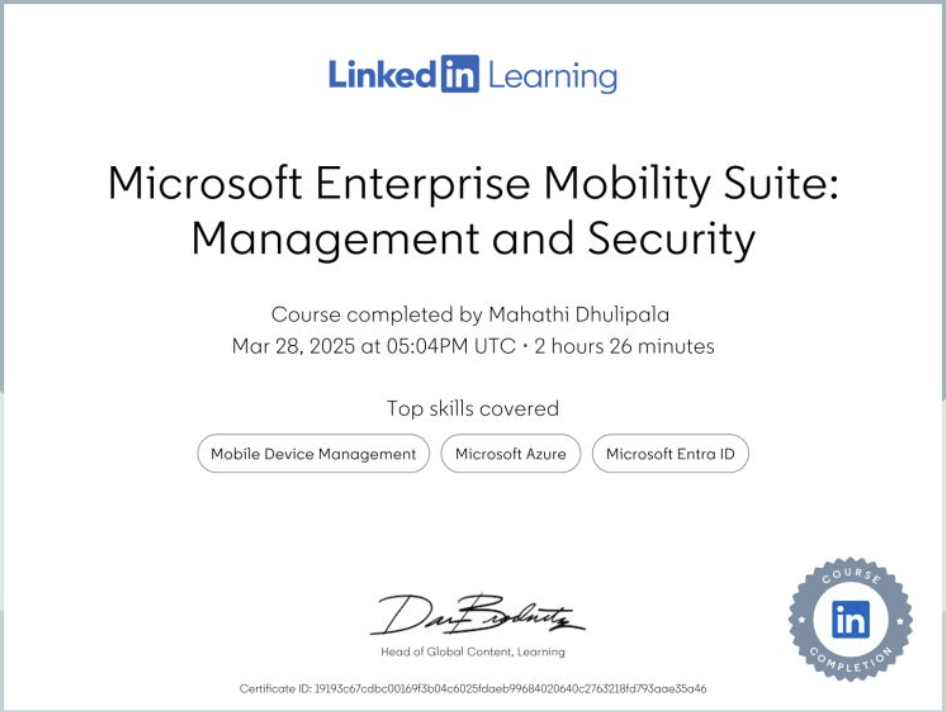 LinkedIn Learning
Microsoft Enterprise Mobility Suite:
Management and Security
Course completed by Mahathi Dhulipala
Mar 28, 2025 at 05:04PM UTC • 2 hours 26 minutes
Top skills covered
Mobile Device Management
Microsoft Azure
Microsoft Entra ID
Head of Global Content, Learning
COURSE
in
COMPLETION
Certificate ID: 19193c67cdbc00169f3b04c6025fdaeb99684020640c2763218fd793aae35a46